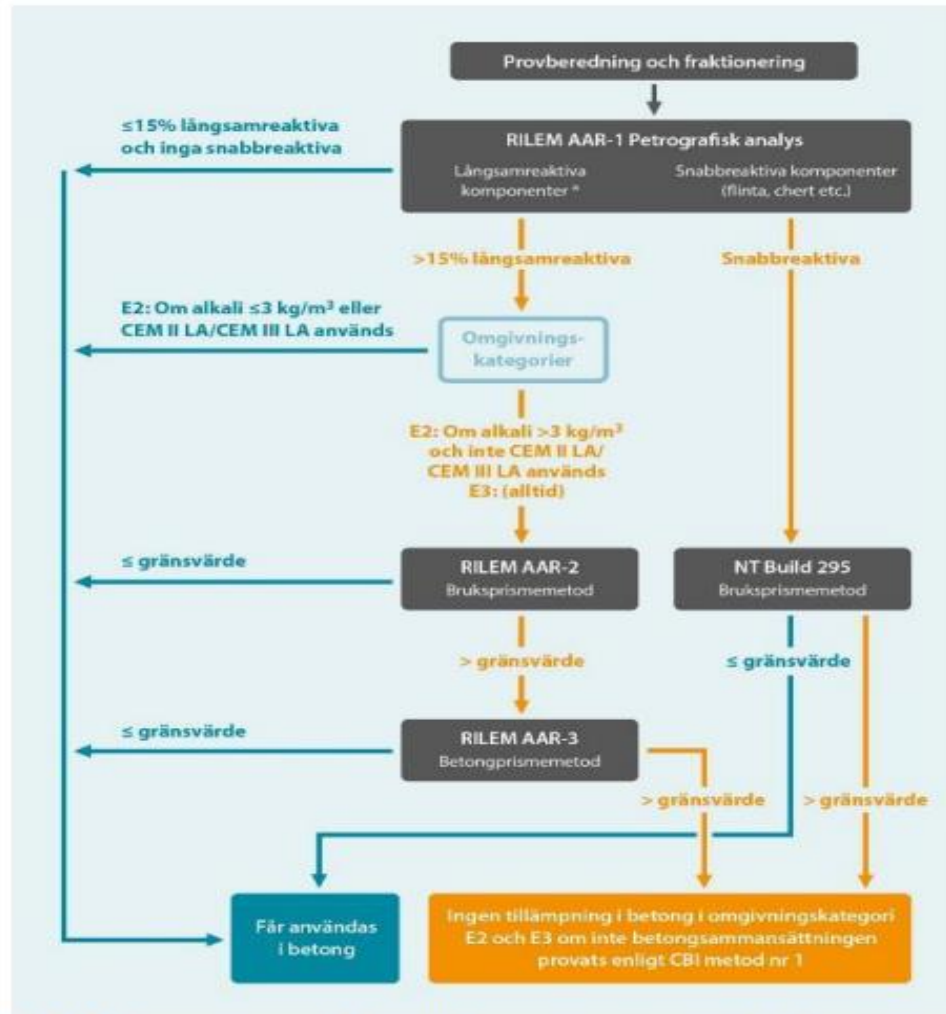 Provberedning och fraktionering
≤15% långsamreaktiva
och inga snabbreaktiva
RILEM AAR-1 Petrografisk analys
Långsamreaktiva
komponenter *
Snabbreaktiva komponenter
(flinta, chert etc.)
>15% långsamreaktiva
Snabbreaktiva
E2: Om alkali ≤3 kg/m³ eller
CEM II LA/CEM III LA används
Omgivnings-
kategorier
E2: Om alkali >3 kg/m³
och inte CEM II LA/
CEM III LA används
E3: (alltid)
≤ gränsvärde
RILEM AAR-2
Bruksprismemetod
NT Build 295
Bruksprismemetod
> gränsvärde
≤ gränsvärde
≤ gränsvärde
RILEM AAR-3
Betongprismemetod
> gränsvärde
> gränsvärde
Får användas
i betong
Ingen tillämpning i betong i omgivningskategori
E2 och E3 om inte betongsammansättningen
provats enligt CBI metod nr 1